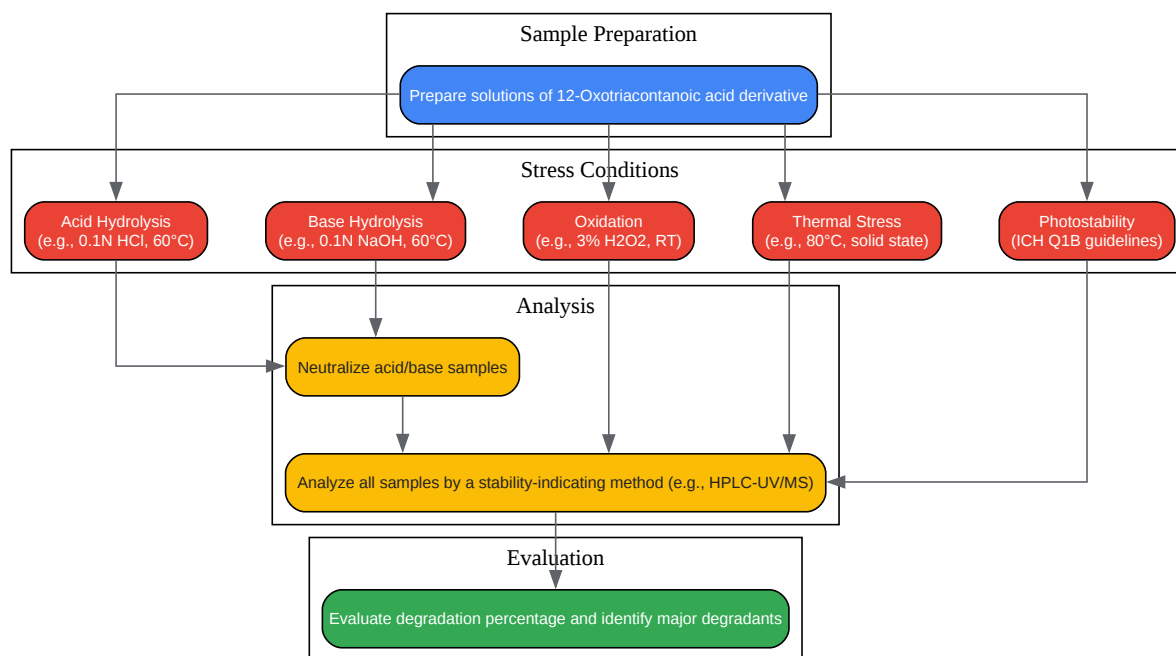 Sample Preparation
Prepare solutions of 12-Oxotriacontanoic acid derivative
Stress Conditions
Acid Hydrolysis
(e.g., 0.1N HCl, 60°C)
Base Hydrolysis
(e.g., 0.1N NaOH, 60°C)
Oxidation
(e.g., 3% H2O2, RT)
Thermal Stress
(e.g., 80°C, solid state)
Photostability
(ICH Q1B guidelines)
Analysis
Neutralize acid/base samples
Analyze all samples by a stability-indicating method (e.g., HPLC-UV/MS)
Evaluation
Evaluate degradation percentage and identify major degradants